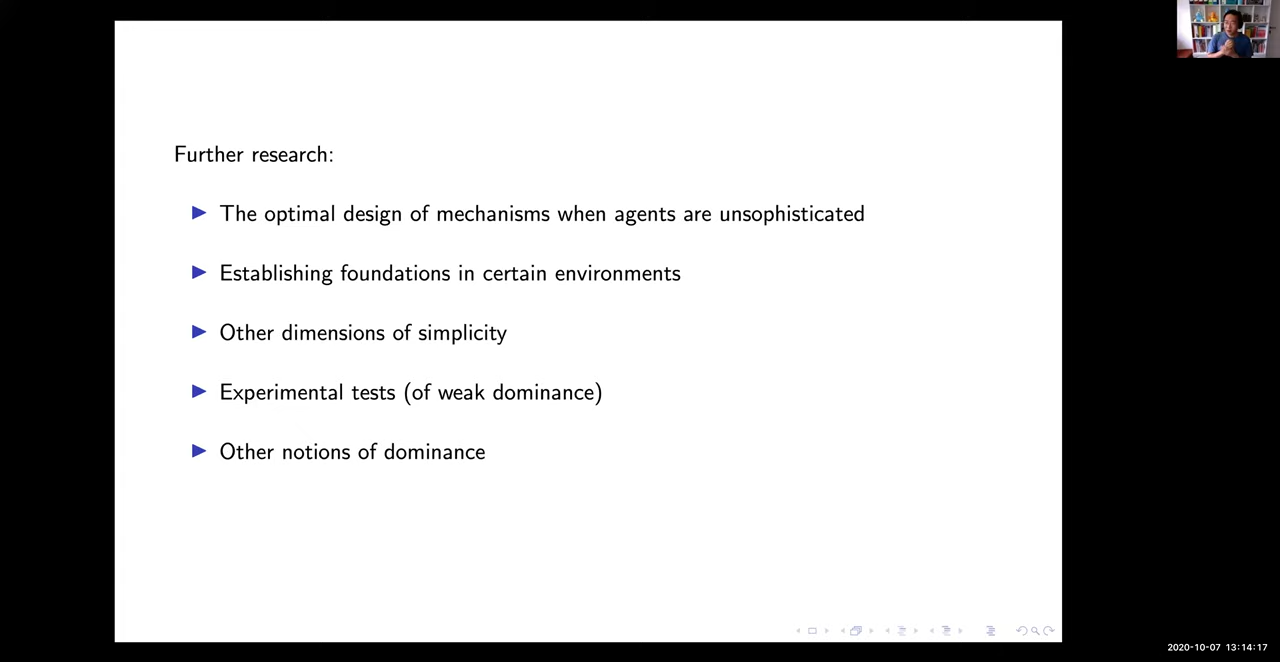 Further research:
The optimal design of mechanisms when agents are unsophisticated
Establishing foundations in certain environments
Other dimensions of simplicity
Experimental tests (of weak dominance)
Other notions of dominance
2020-10-07 13:14:17